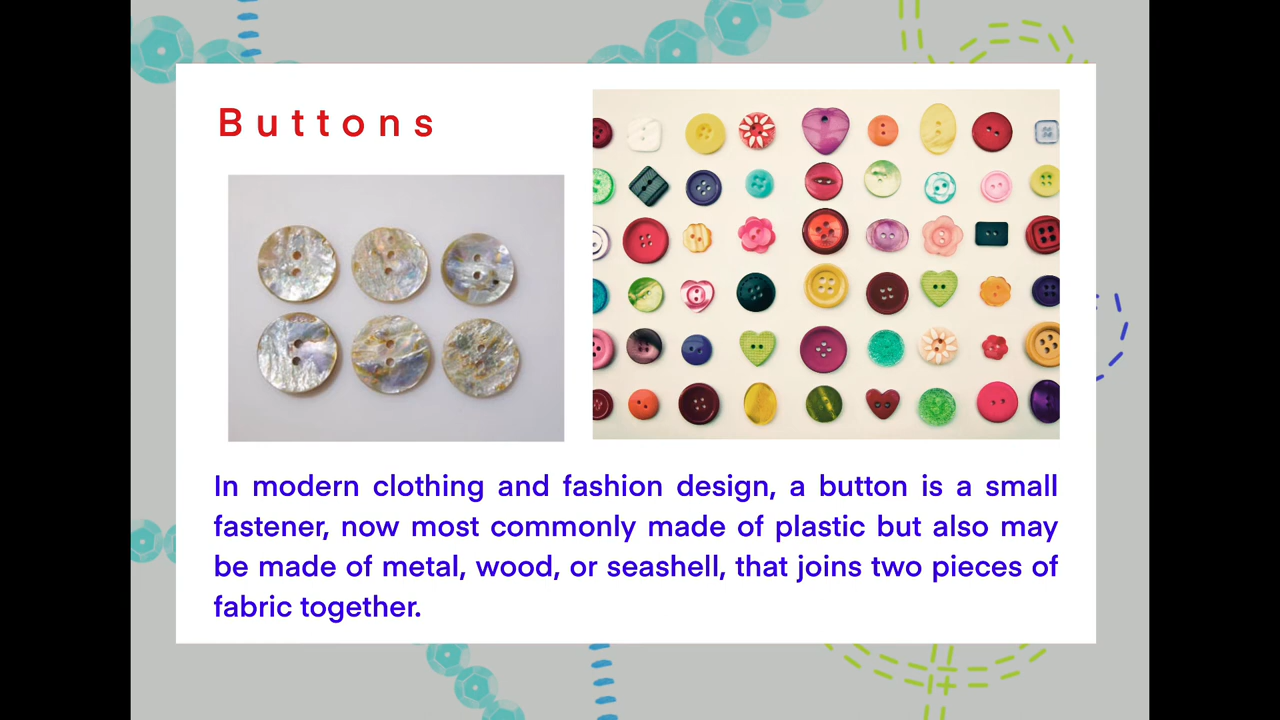 Buttons
In modern clothing and fashion design, a button is a small
fastener, now most commonly made of plastic but also may
be made of metal, wood, or seashell, that joins two pieces of
fabric together.